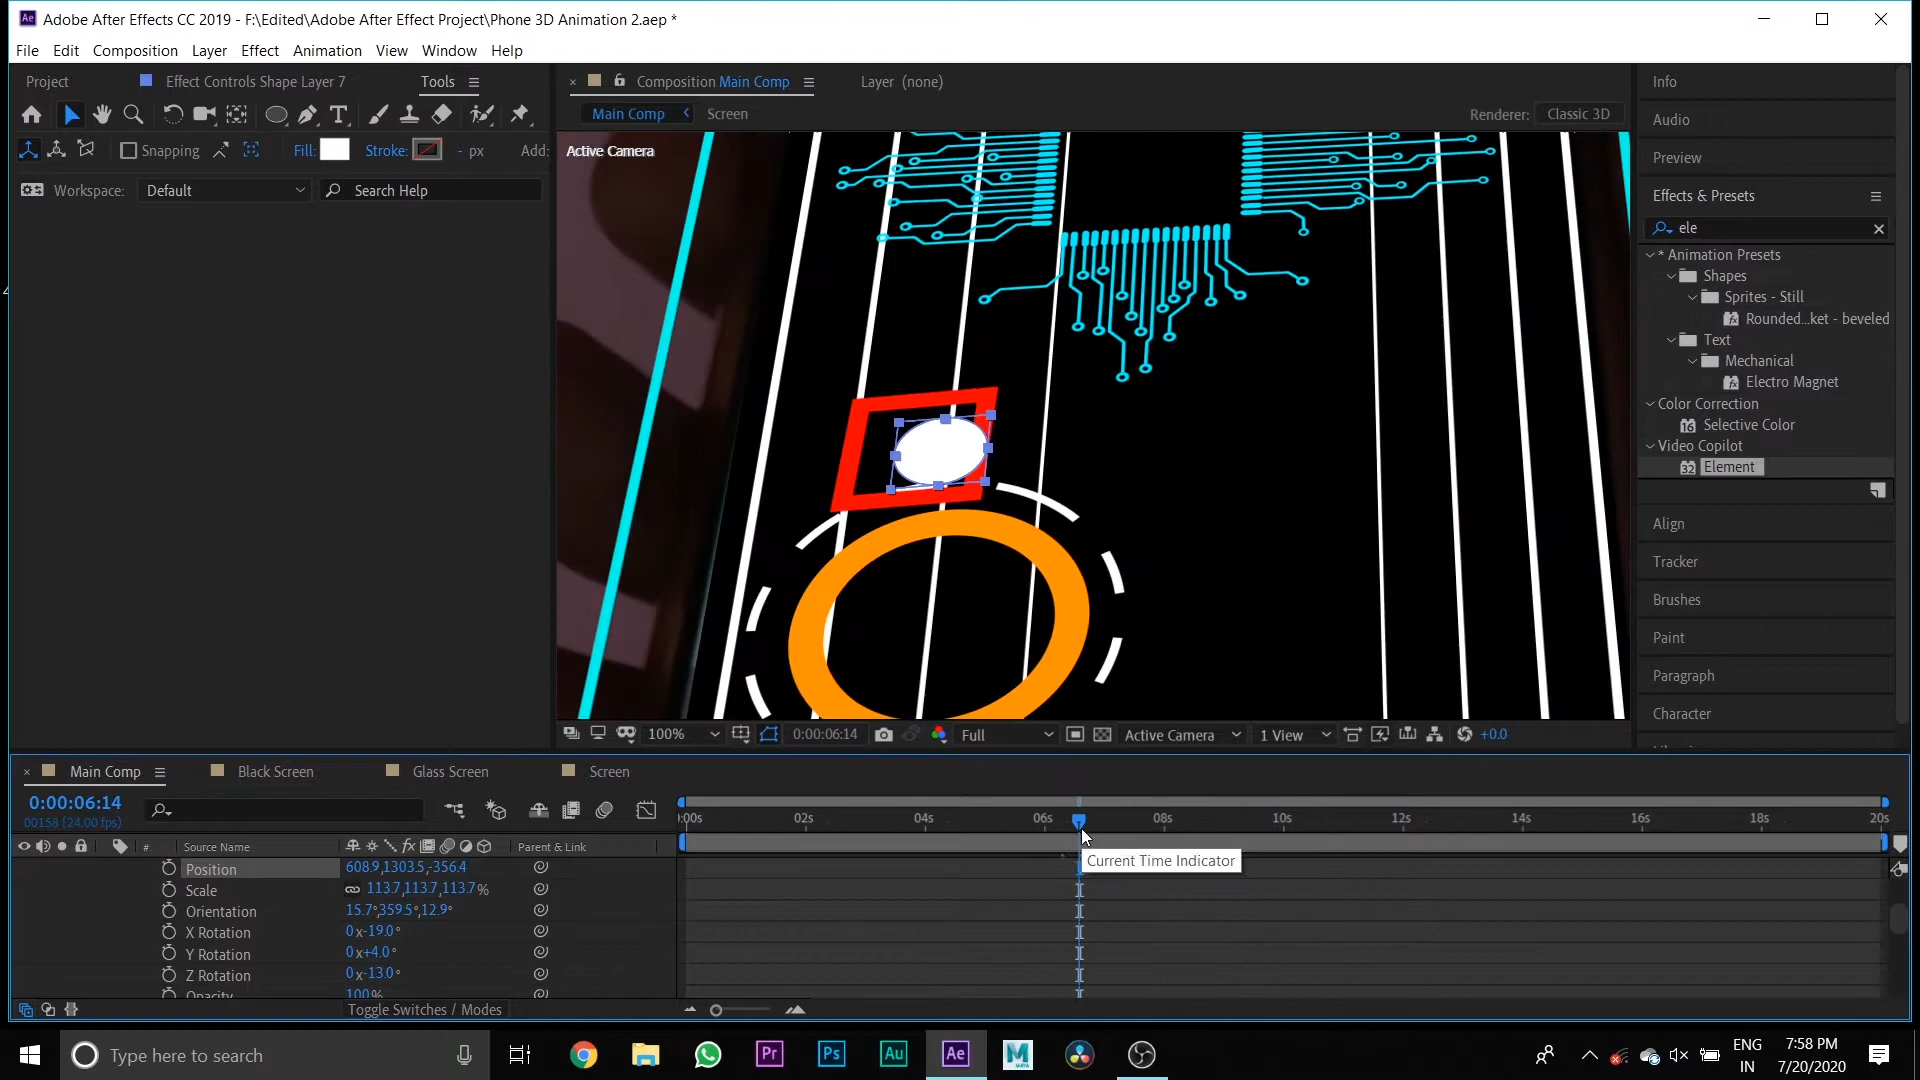 Adobe After Effects CC 2019 - F:\Edited\Adobe After Effect Project\Phone 3D Animation 2.aep *
File Edit Composition Layer Effect Animation View Window Help
Project Effect Controls Shape Layer 7 Tools
Composition Main Comp Layer (none)
Info
Main Comp Screen Renderer: Classic 3D
Audio
Snapping Fill: Stroke: - px Add:
Active Camera
Preview
Workspace: Default Search Help
Effects & Presets
ele
* Animation Presets
Shapes
Sprites - Still
Rounded...ket - beveled
Text
Mechanical
Electro Magnet
Color Correction
Selective Color
Video Copilot
Element
Align
Tracker
Brushes
Paint
Paragraph
Character
100% 0:00:06:14 Full Active Camera 1 View +0.0
Main Comp Black Screen Glass Screen Screen
0:00:06:14
00158 (24.00 fps)
:00s 02s 04s 06s 08s 10s 12s 14s 16s 18s 20s
# Source Name Parent & Link
Current Time Indicator
Position 608.9,1303.5,-356.4
Scale 113.7,113.7,113.7%
Orientation 15.7°,359.5°,12.9°
X Rotation 0x-19.0°
Y Rotation 0x+4.0°
Z Rotation 0x-13.0°
Opacity 100%
Toggle Switches / Modes
Type here to search
Pr Ps Au Ae
ENG
IN
7:58 PM
7/20/2020